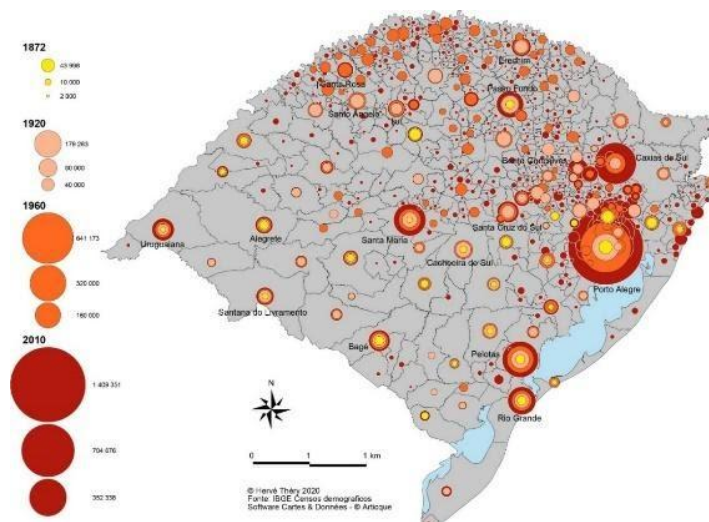 1872
43 998
10 000
2 000
1920
179 263
80 000
40 000
1960
641 173
320 000
160 000
2010
1 409 351
704 676
352 338
Erechim
Santa Rosa
Passo Fundo
Santo Ângelo
Ijuí
Bento Gonçalves
Caxias do Sul
Santa Cruz do Sul
Uruguaiana
Alegrete
Santa Maria
Cachoeira do Sul
Porto Alegre
Santana do Livramento
Bagé
Pelotas
Rio Grande
N
0 1 1 km
© Hervé Théry 2020
Fonte: IBGE Censos demograficos
Software Cartes & Données - © Articque